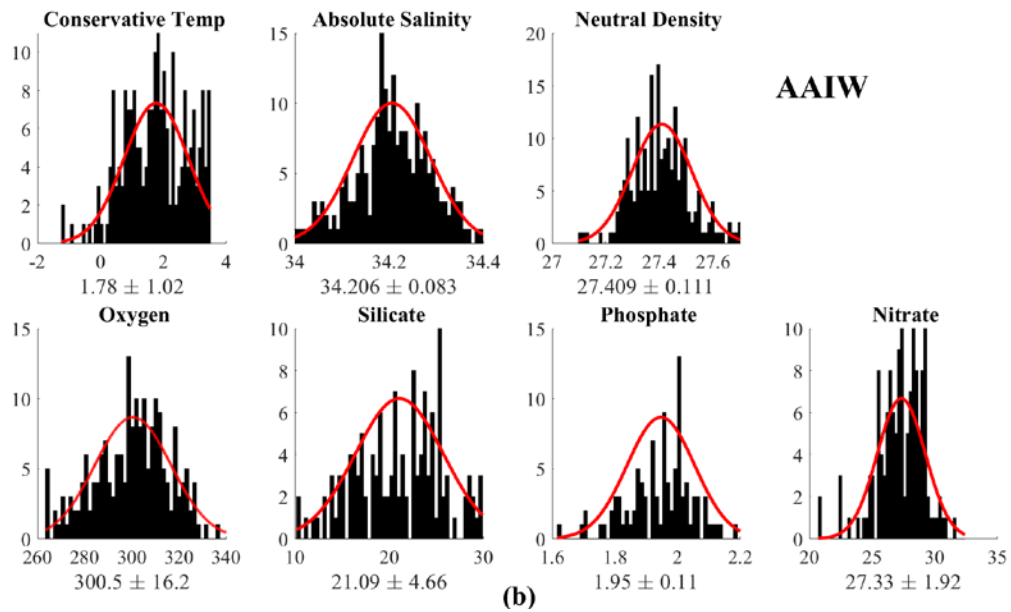 Conservative Temp Absolute Salinity Neutral Density
AAIW
10
8
6
4
2
0
-2 0 2 4
1.78 ± 1.02
15
10
5
0
34 34.2 34.4
34.206 ± 0.083
20
15
10
5
0
27 27.2 27.4 27.6
27.409 ± 0.111
Oxygen Silicate Phosphate Nitrate
15
10
5
0
260 280 300 320 340
300.5 ± 16.2
10
8
6
4
2
0
10 20 30
21.09 ± 4.66
15
10
5
0
1.6 1.8 2 2.2
1.95 ± 0.11
10
8
6
4
2
0
20 25 30 35
27.33 ± 1.92
(b)